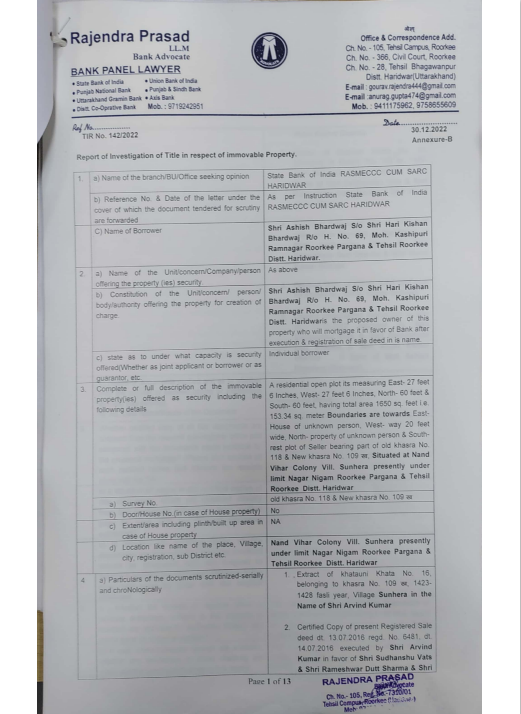 Rajendra Prasad
LL.M
Bank Advocate
BANK PANEL LAWYER
• State Bank of India • Union Bank of India
• Punjab National Bank • Punjab & Sindh Bank
• Uttarakhand Gramin Bank • Axis Bank
• Distt. Co-Oprative Bank Mob. : 9719242951
ADVOCATE
ओ३म्
Office & Correspondence Add.
Ch. No. - 105, Tehsil Campus, Roorkee
Ch. No. - 366, Civil Court, Roorkee
Ch. No. - 28, Tehsil Bhagawanpur
Distt. Haridwar(Uttarakhand)
E-mail : gourav.rajendra444@gmail.com
E-mail : anurag.gupta474@gmail.com
Mob. : 9411175962, 9758655609
Ref No.
TIR No. 142/2022
Date
30.12.2022
Annexure-B
Report of Investigation of Title in respect of immovable Property.
1. a) Name of the branch/BU/Office seeking opinion
State Bank of India RASMECCC CUM SARC
HARIDWAR
b) Reference No. & Date of the letter under the
cover of which the document tendered for scrutiny
are forwarded
As per Instruction State Bank of India
RASMECCC CUM SARC HARIDWAR
C) Name of Borrower
Shri Ashish Bhardwaj S/o Shri Hari Kishan
Bhardwaj R/o H. No. 69, Moh. Kashipuri
Ramnagar Roorkee Pargana & Tehsil Roorkee
Distt. Haridwar.
2. a) Name of the Unit/concern/Company/person
offering the property (ies) security
As above
b) Constitution of the Unit/concern/ person/
body/authority offering the property for creation of
charge
Shri Ashish Bhardwaj S/o Shri Hari Kishan
Bhardwaj R/o H. No. 69, Moh. Kashipuri
Ramnagar Roorkee Pargana & Tehsil Roorkee
Distt. Haridwaris the proposed owner of this
property who will mortgage it in favor of Bank after
execution & registration of sale deed in is name.
c) state as to under what capacity is security
offered(Whether as joint applicant or borrower or as
guarantor, etc.
Individual borrower
3. Complete or full description of the immovable
property(ies) offered as security including the
following details
A residential open plot its measuring East- 27 feet
6 Inches, West- 27 feet 6 Inches, North- 60 feet &
South- 60 feet, having total area 1650 sq. feet i.e.
153.34 sq. meter Boundaries are towards East-
House of unknown person, West- way 20 feet
wide, North- property of unknown person & South-
rest plot of Seller bearing part of old khasra No.
118 & New khasra No. 109 अ, Situated at Nand
Vihar Colony Vill. Sunhera presently under
limit Nagar Nigam Roorkee Pargana & Tehsil
Roorkee Distt. Haridwar
a) Survey No.
old khasra No. 118 & New khasra No. 109 अ
b) Door/House No.(in case of House property)
No
c) Extent/area including plinth/built up area in
case of House property
NA
d) Location like name of the place, Village,
city, registration, sub District etc.
Nand Vihar Colony Vill. Sunhera presently
under limit Nagar Nigam Roorkee Pargana &
Tehsil Roorkee Distt. Haridwar
4 a) Particulars of the documents scrutinized-serially
and chroNologically
1. Extract of khatauni Khata No. 16,
belonging to khasra No. 109 अ, 1423-
1428 fasli year, Village Sunhera in the
Name of Shri Arvind Kumar
2. Certified Copy of present Registered Sale
deed dt. 13.07.2016 regd. No. 6481, dt.
14.07.2016 executed by Shri Arvind
Kumar in favor of Shri Sudhanshu Vats
& Shri Rameshwar Dutt Sharma & Shri
Page 1 of 13
RAJENDRA PRASAD
Advocate
Ch. No.- 105, Reg. No.-7310/01
Tehsil Campus, Roorkee